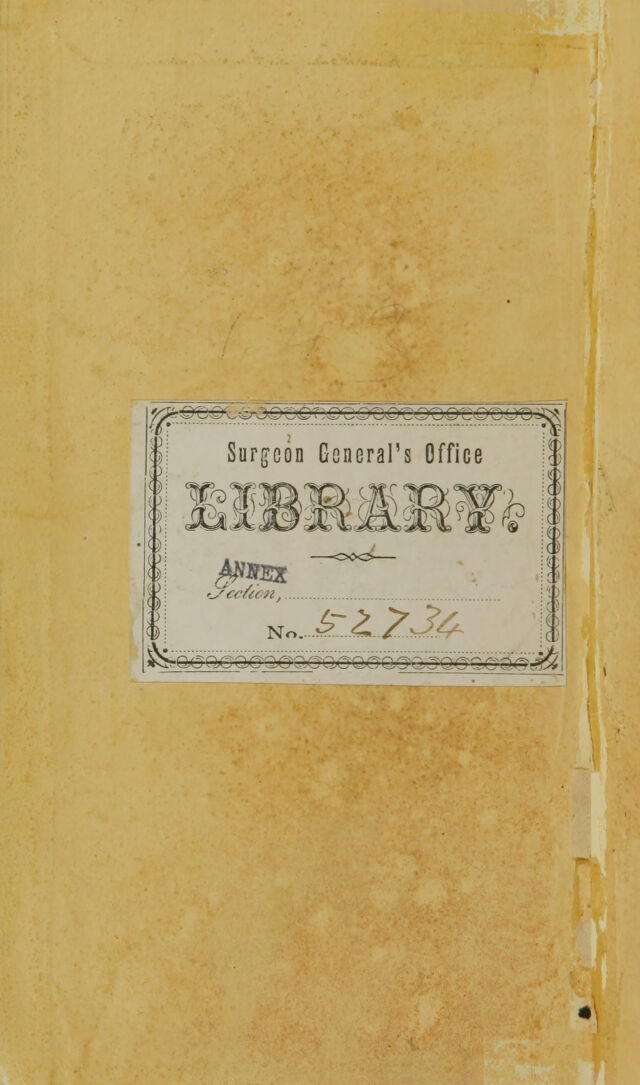 Surgeon General's Office
LIBRARY.
ANNEX
Section,
No. 52734